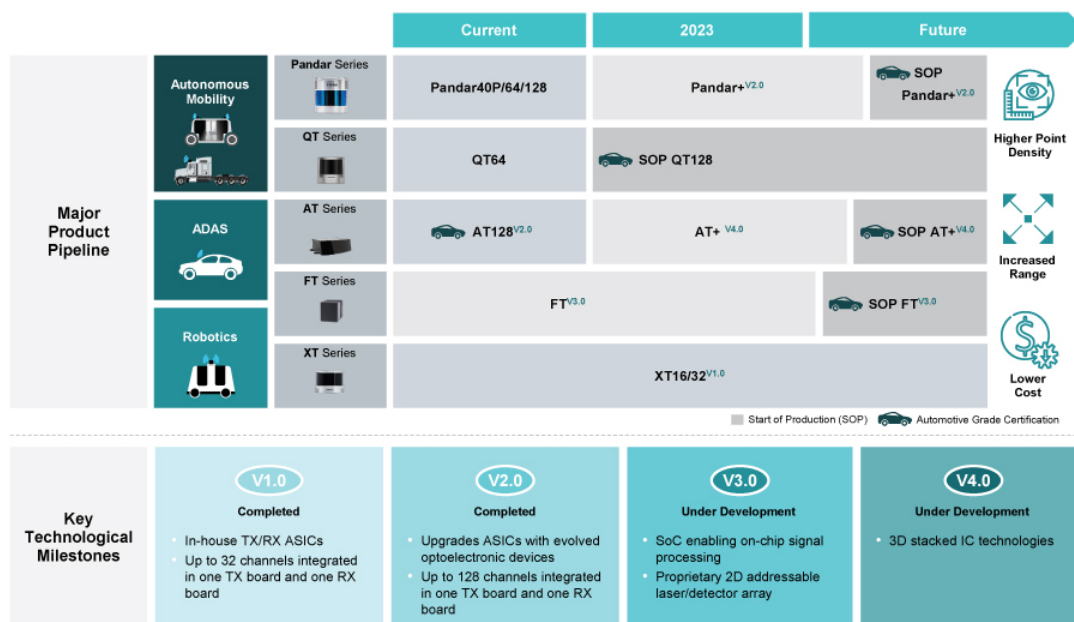 Current
2023
Future
Major
Product
Pipeline
Autonomous
Mobility
Pandar Series
Pandar40P/64/128
Pandar+V2.0
SOP
Pandar+V2.0
QT Series
QT64
SOP QT128
ADAS
AT Series
AT128V2.0
AT+ V4.0
SOP AT+V4.0
FT Series
FTV3.0
SOP FTV3.0
Robotics
XT Series
XT16/32V1.0
Higher Point
Density
Increased
Range
Lower
Cost
Start of Production (SOP)
Automotive Grade Certification
Key
Technological
Milestones
V1.0
Completed
• In-house TX/RX ASICs
• Up to 32 channels integrated
in one TX board and one RX
board
V2.0
Completed
• Upgrades ASICs with evolved
optoelectronic devices
• Up to 128 channels integrated
in one TX board and one RX
board
V3.0
Under Development
• SoC enabling on-chip signal
processing
• Proprietary 2D addressable
laser/detector array
V4.0
Under Development
• 3D stacked IC technologies